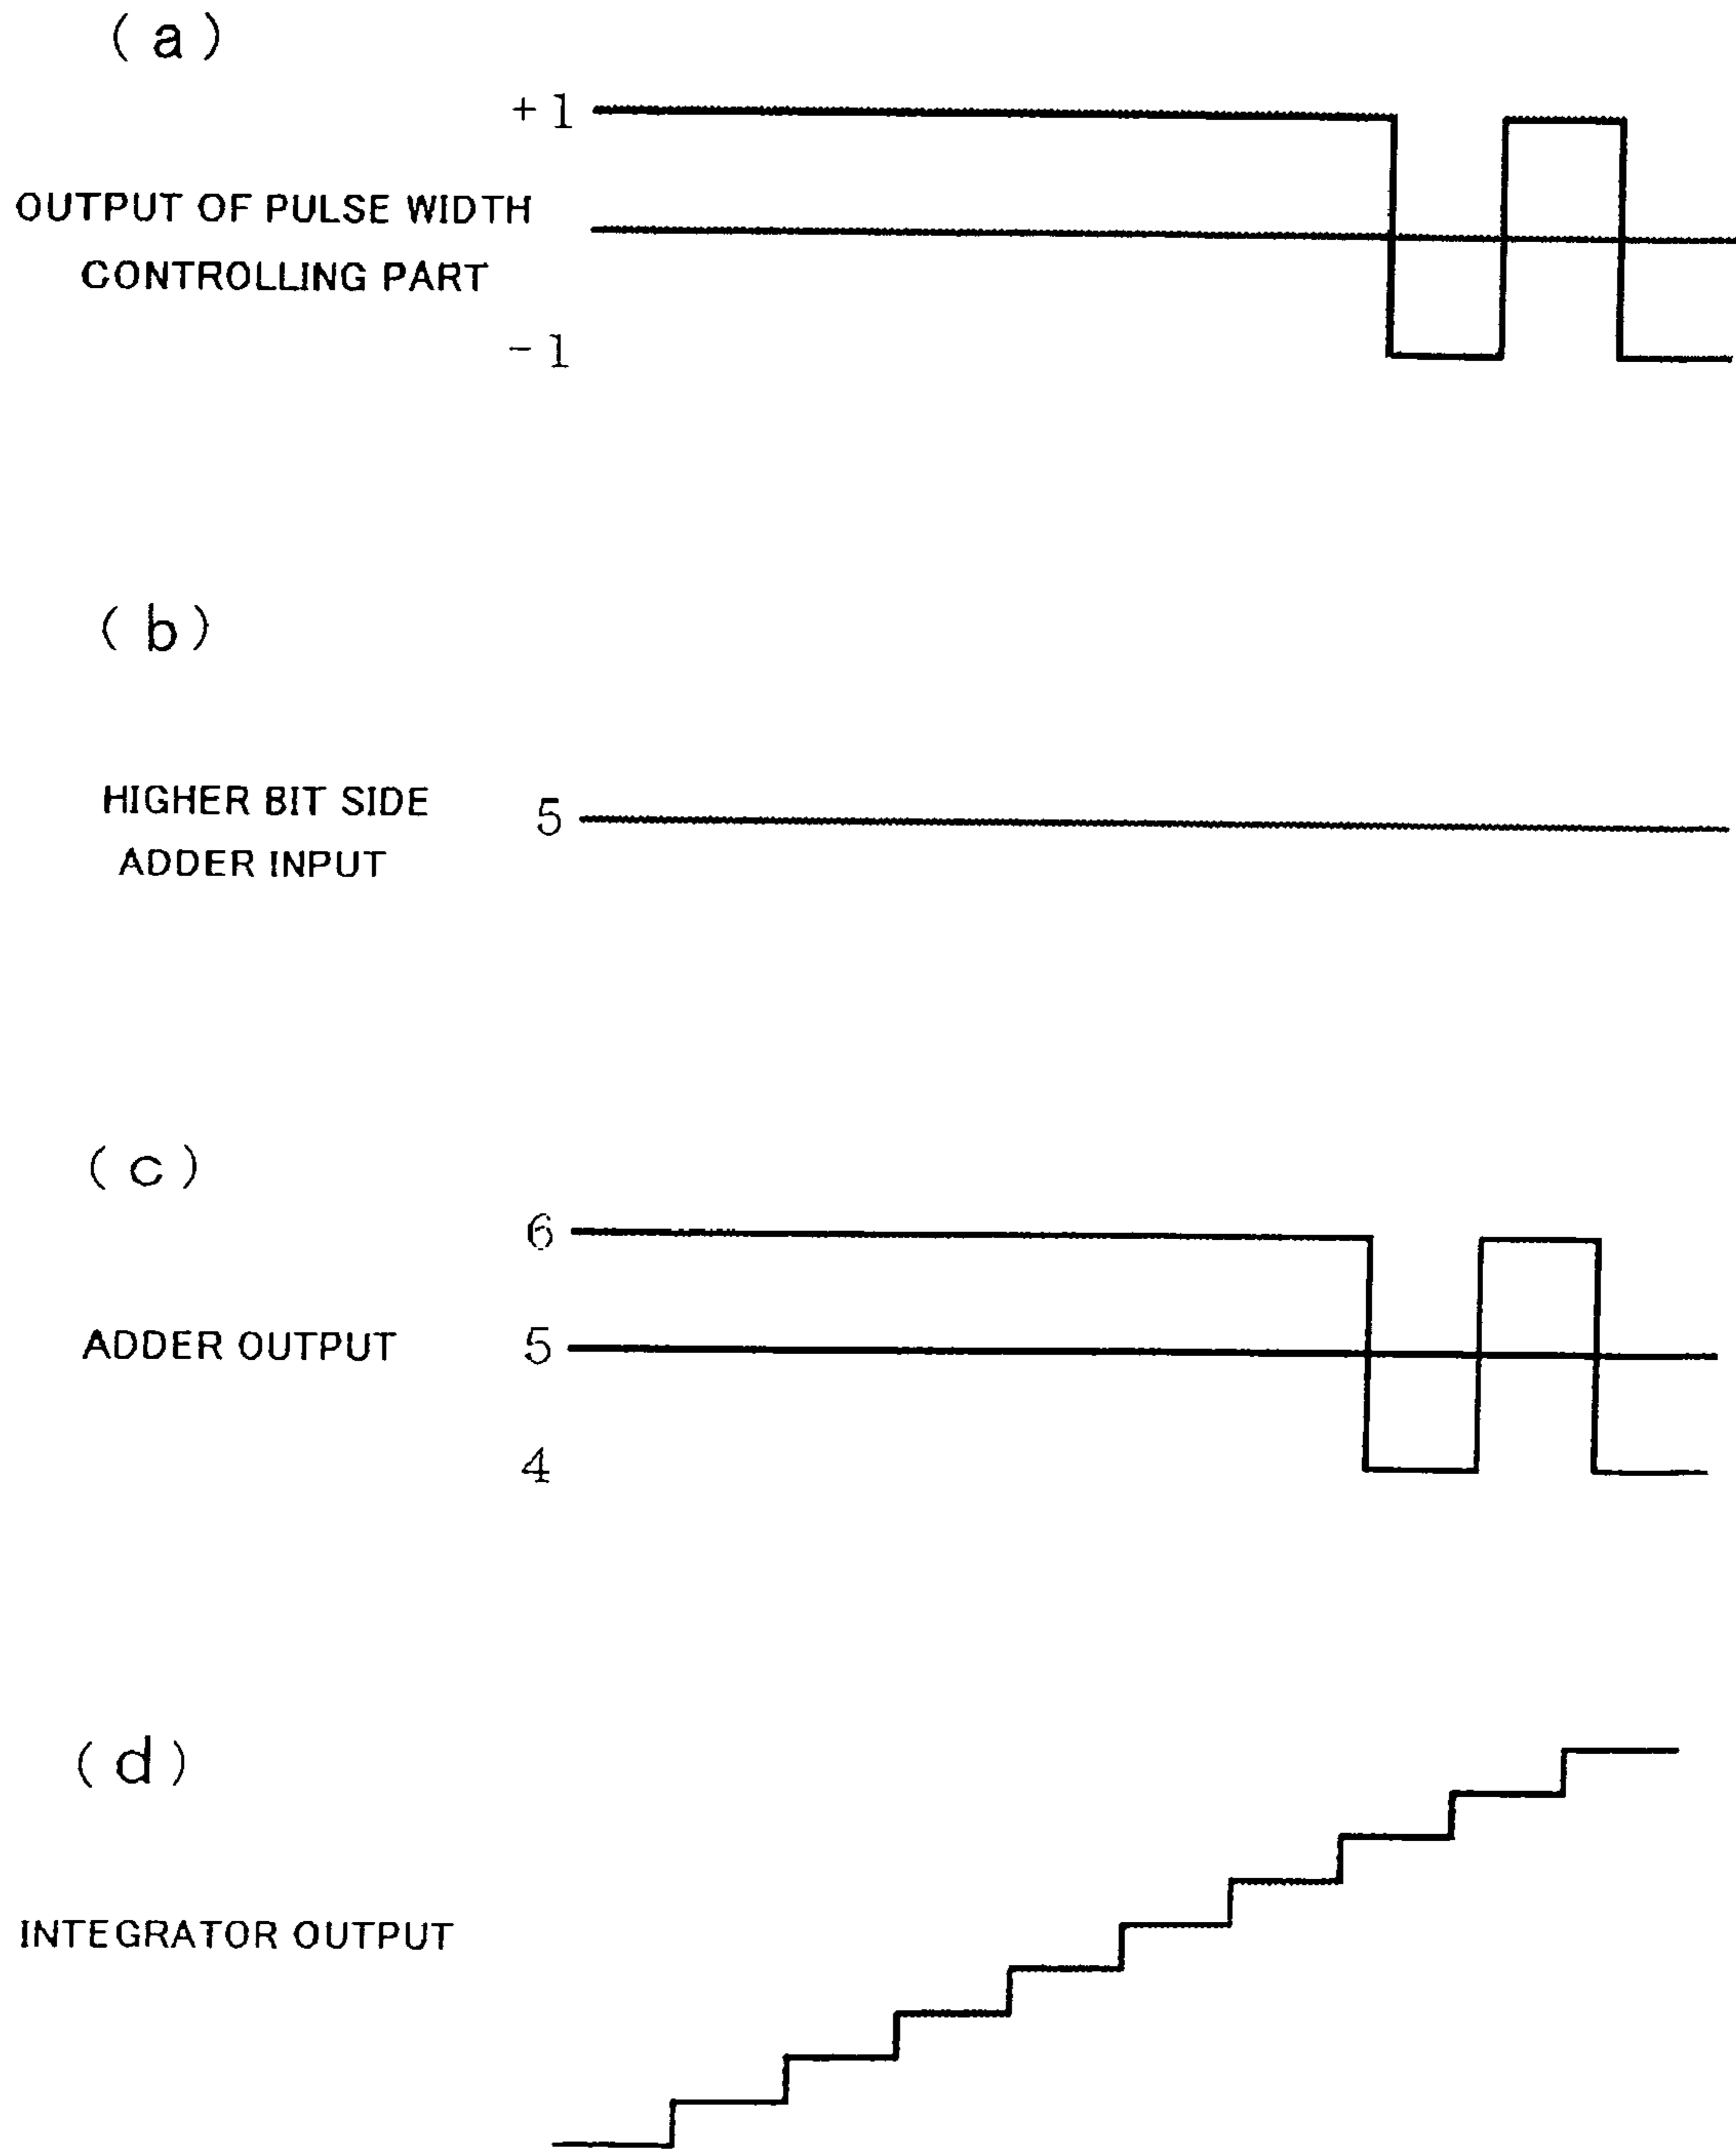 (a)
+1
OUTPUT OF PULSE WIDTH
CONTROLLING PART
-1
(b)
HIGHER BIT SIDE
5
ADDER INPUT
(c)
6
ADDER OUTPUT 5
4
(d)
INTEGRATOR OUTPUT